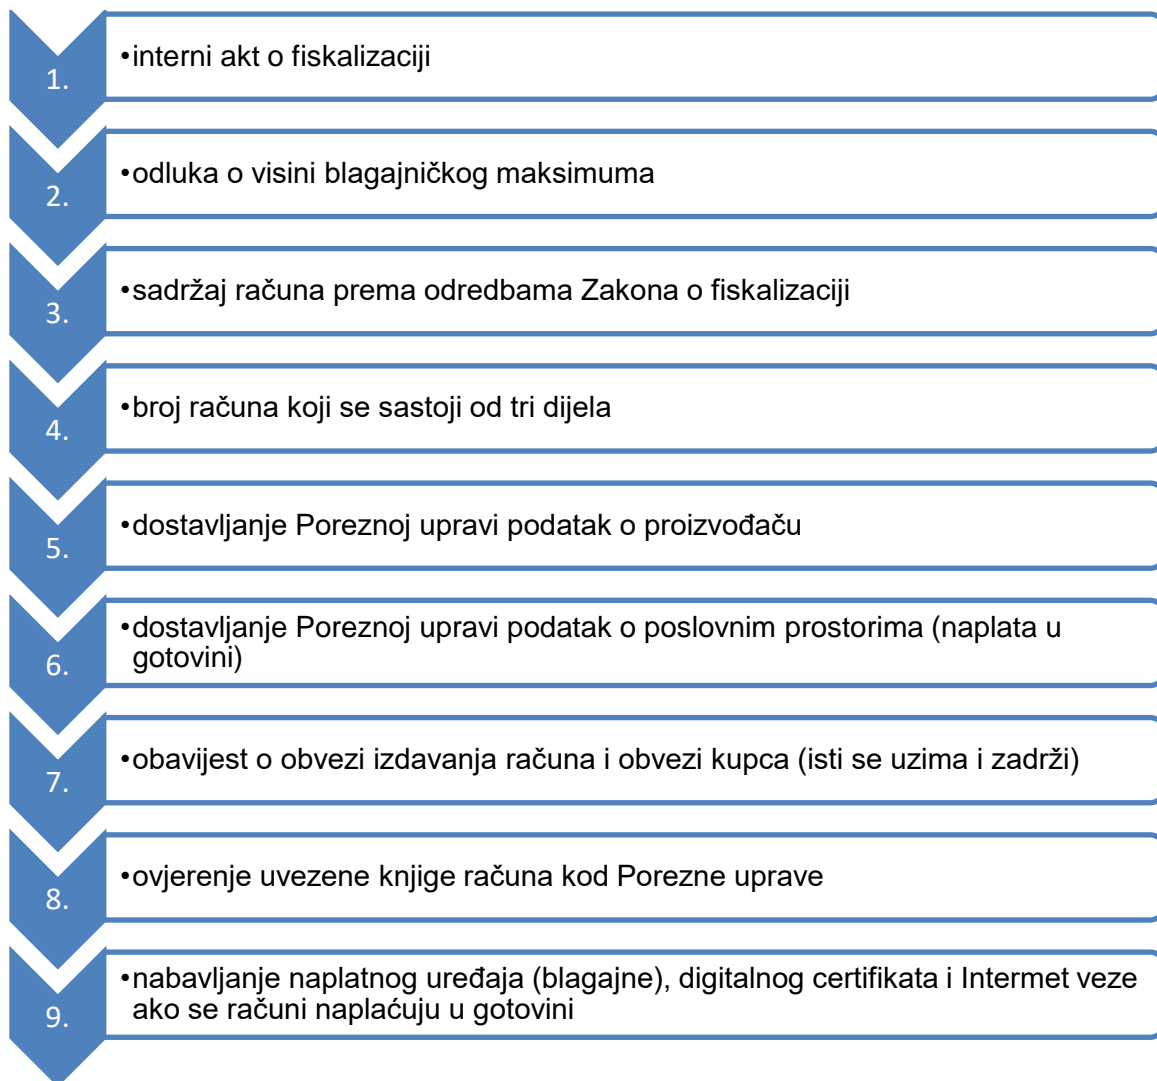 1.
•interni akt o fiskalizaciji
2.
•odluka o visini blagajničkog maksimuma
3.
•sadržaj računa prema odredbama Zakona o fiskalizaciji
4.
•broj računa koji se sastoji od tri dijela
5.
•dostavljanje Poreznoj upravi podatak o proizvođaču
6.
•dostavljanje Poreznoj upravi podatak o poslovnim prostorima (naplata u
gotovini)
7.
•obavijest o obvezi izdavanja računa i obvezi kupca (isti se uzima i zadrži)
8.
•ovjerenje uvezene knjige računa kod Porezne uprave
9.
•nabavljanje naplatnog uređaja (blagajne), digitalnog certifikata i Intermet veze
ako se računi naplaćuju u gotovini